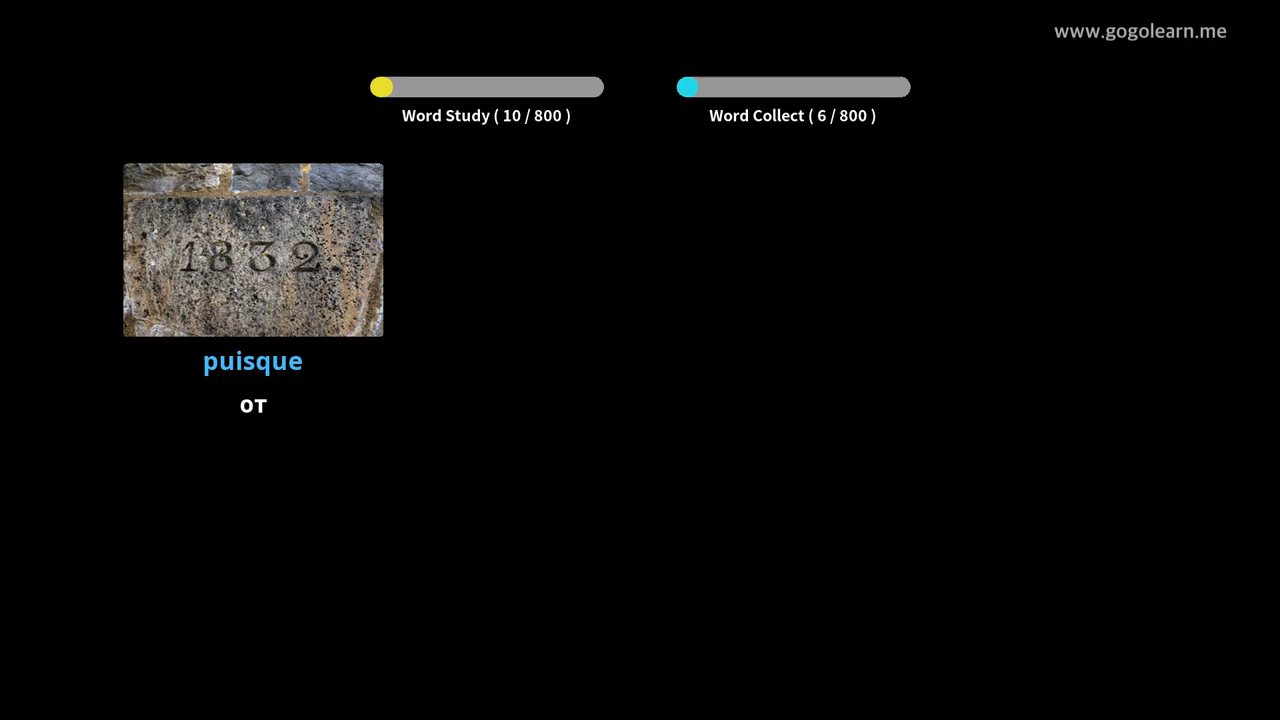 www.gogolearn.me
Word Study ( 10 / 800 )
Word Collect ( 6 / 800 )
1832.
puisque
от